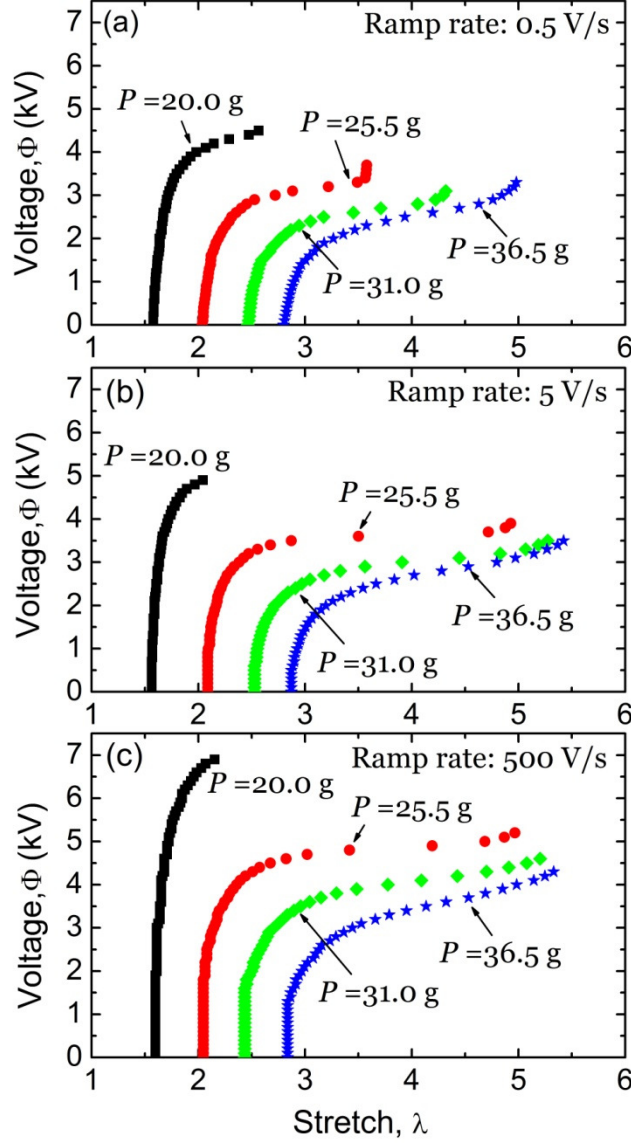 (a)
Ramp rate: 0.5 V/s
P =20.0 g
P =25.5 g
P =36.5 g
P =31.0 g
Voltage,Φ (kV)
7
6
5
4
3
2
1
0
1 2 3 4 5 6
(b)
Ramp rate: 5 V/s
P =20.0 g
P =25.5 g
P =36.5 g
P =31.0 g
Voltage,Φ (kV)
7
6
5
4
3
2
1
0
1 2 3 4 5 6
(c)
Ramp rate: 500 V/s
P =20.0 g
P =25.5 g
P =36.5 g
P =31.0 g
Voltage,Φ (kV)
7
6
5
4
3
2
1
0
1 2 3 4 5 6
Stretch, λ